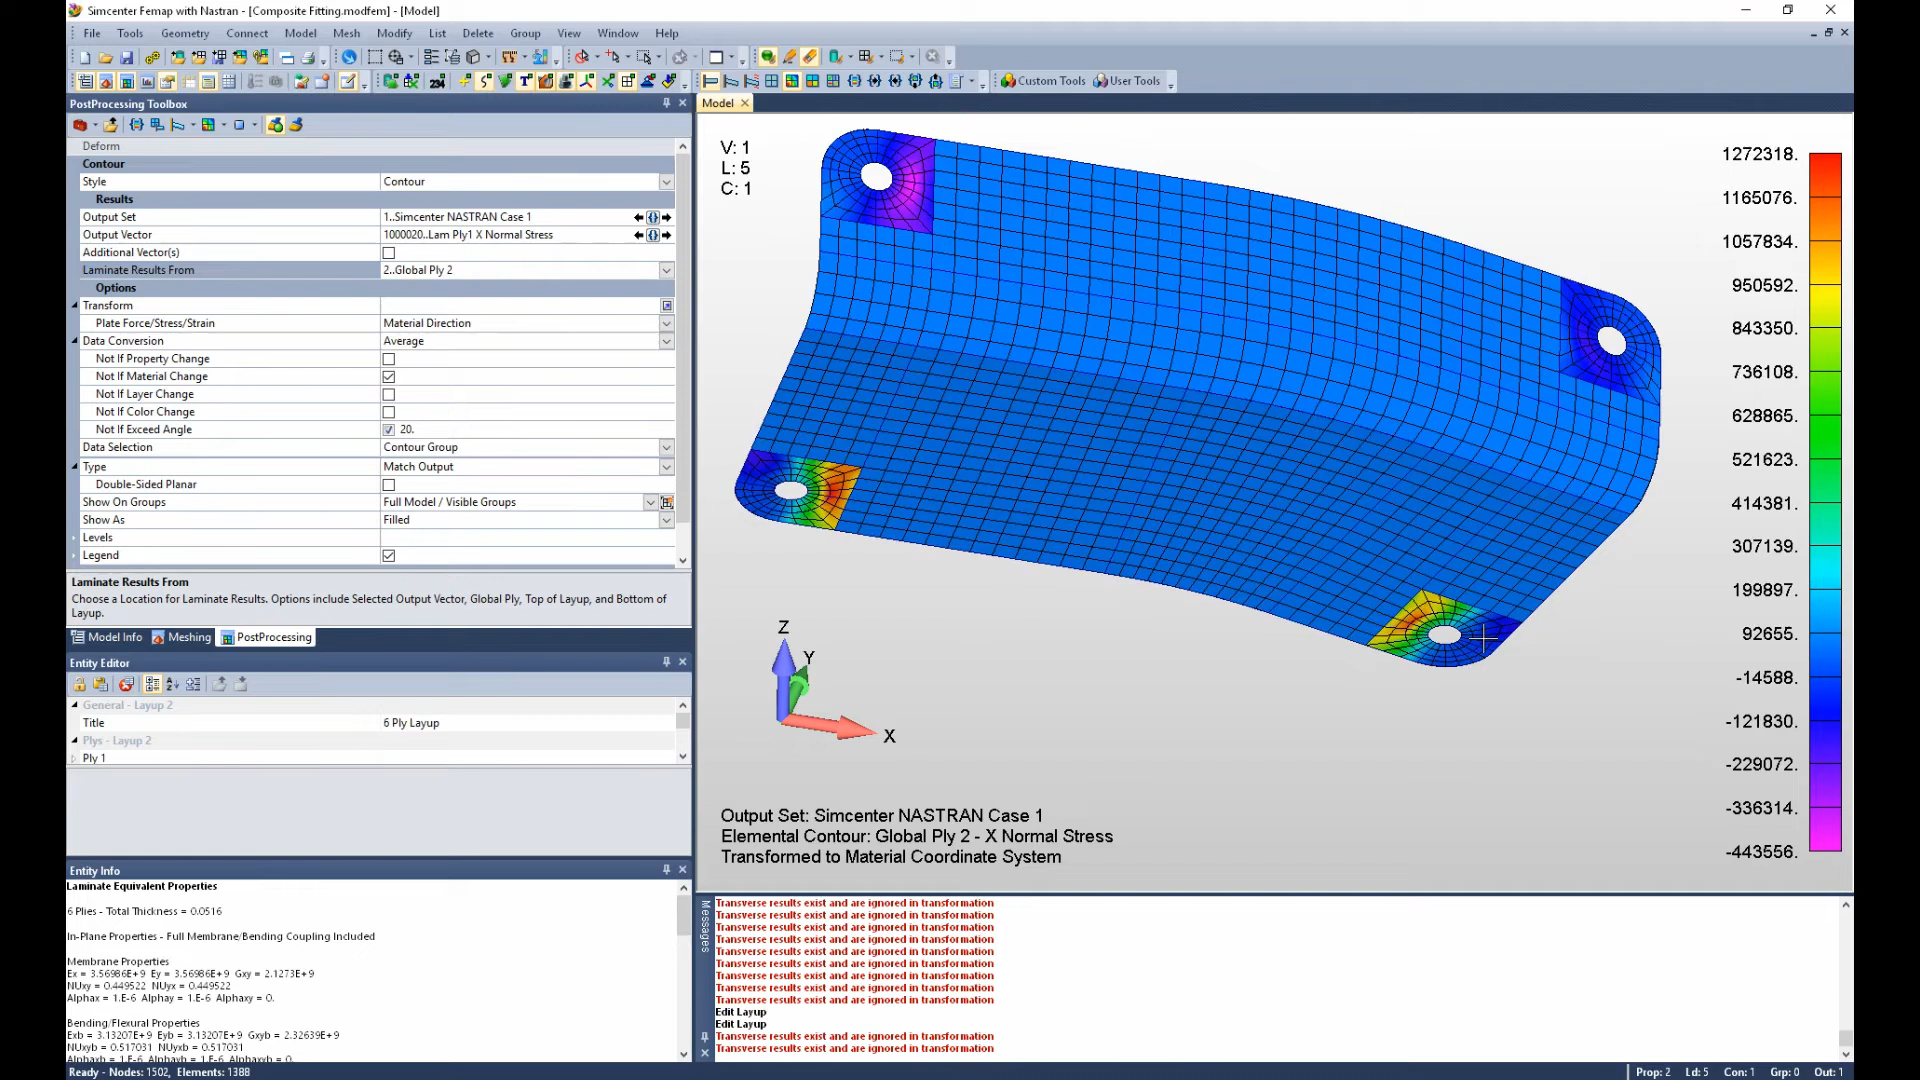 Simcenter Femap with Nastran - [Composite Fitting.modfem] - [Model]
File Tools Geometry Connect Model Mesh Modify List Delete Group View Window Help
Custom Tools User Tools
PostProcessing Toolbox
Deform
Contour
Style Contour
Results
Output Set 1..Simcenter NASTRAN Case 1
Output Vector 1000020..Lam Ply1 X Normal Stress
Additional Vector(s)
Laminate Results From 2..Global Ply 2
Options
Transform
Plate Force/Stress/Strain Material Direction
Data Conversion Average
Not If Property Change
Not If Material Change
Not If Layer Change
Not If Color Change
Not If Exceed Angle 20.
Data Selection Contour Group
Type Match Output
Double-Sided Planar
Show On Groups Full Model / Visible Groups
Show As Filled
Levels
Legend
Laminate Results From
Choose a Location for Laminate Results. Options include Selected Output Vector, Global Ply, Top of Layup, and Bottom of
Layup.
Model Info Meshing PostProcessing
Entity Editor
General - Layup 2
Title 6 Ply Layup
Plys - Layup 2
Ply 1
Entity Info
Laminate Equivalent Properties
6 Plies - Total Thickness = 0.0516
In-Plane Properties - Full Membrane/Bending Coupling Included
Membrane Properties
Ex = 3.56986E+9 Ey = 3.56986E+9 Gxy = 2.1273E+9
NUxy = 0.449522 NUyx = 0.449522
Alphax = 1.E-6 Alphay = 1.E-6 Alphaxy = 0.
Bending/Flexural Properties
Exb = 3.13207E+9 Eyb = 3.13207E+9 Gxyb = 2.32639E+9
NUxyb = 0.517031 NUyxb = 0.517031
Alphaxb = 1.E-6 Alphayb = 1.E-6 Alphaxyb = 0.
Ready - Nodes: 1502, Elements: 1388
Model
V: 1
L: 5
C: 1
1272318.
1165076.
1057834.
950592.
843350.
736108.
628865.
521623.
414381.
307139.
199897.
92655.
-14588.
-121830.
-229072.
-336314.
-443556.
Z
Y
X
Output Set: Simcenter NASTRAN Case 1
Elemental Contour: Global Ply 2 - X Normal Stress
Transformed to Material Coordinate System
Messages
Transverse results exist and are ignored in transformation
Transverse results exist and are ignored in transformation
Transverse results exist and are ignored in transformation
Transverse results exist and are ignored in transformation
Transverse results exist and are ignored in transformation
Transverse results exist and are ignored in transformation
Transverse results exist and are ignored in transformation
Transverse results exist and are ignored in transformation
Transverse results exist and are ignored in transformation
Edit Layup
Edit Layup
Transverse results exist and are ignored in transformation
Transverse results exist and are ignored in transformation
Prop: 2 Ld: 5 Con: 1 Grp: 0 Out: 1